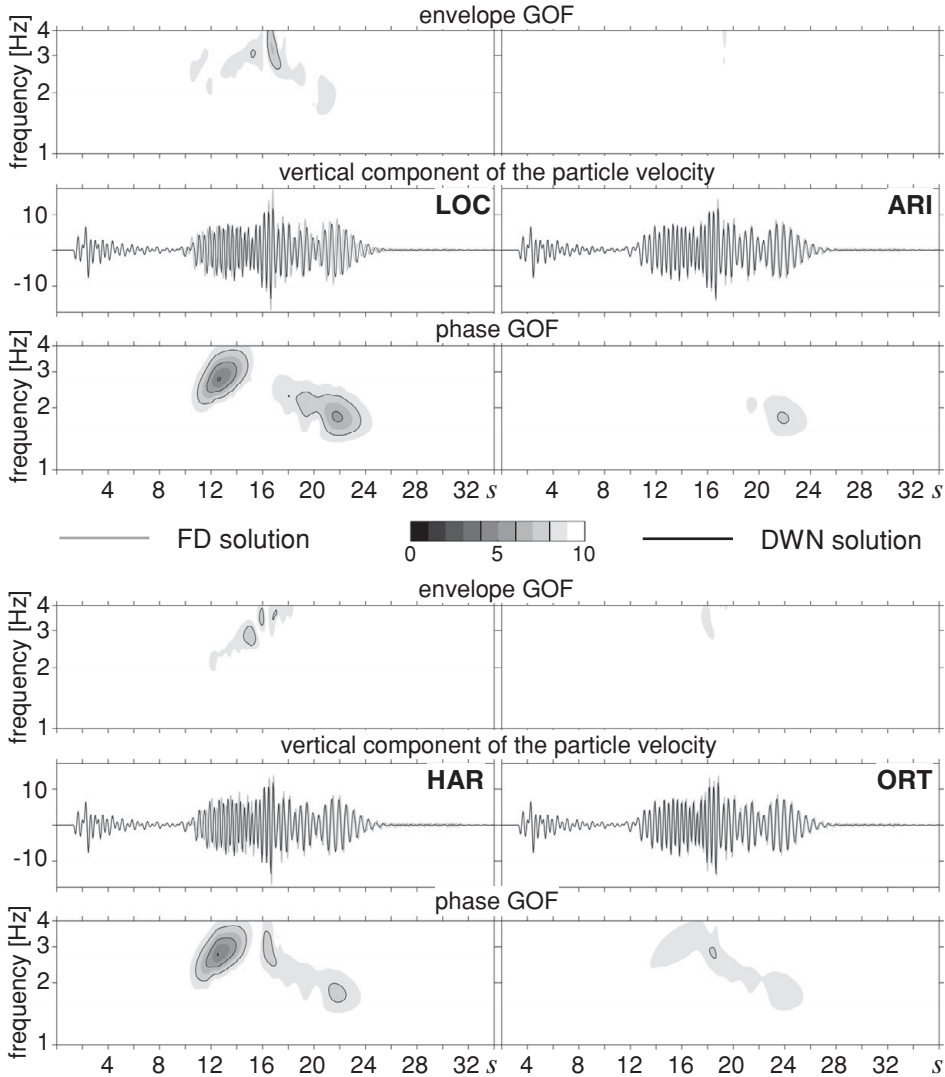 envelope GOF
frequency [Hz]
4
3
2
1
vertical component of the particle velocity
10
-10
LOC
ARI
phase GOF
frequency [Hz]
4
3
2
1
4 8 12 16 20 24 28 32 s 4 8 12 16 20 24 28 32 s
FD solution
0 5 10
DWN solution
envelope GOF
frequency [Hz]
4
3
2
1
vertical component of the particle velocity
10
-10
HAR
ORT
phase GOF
frequency [Hz]
4
3
2
1
4 8 12 16 20 24 28 32 s 4 8 12 16 20 24 28 32 s